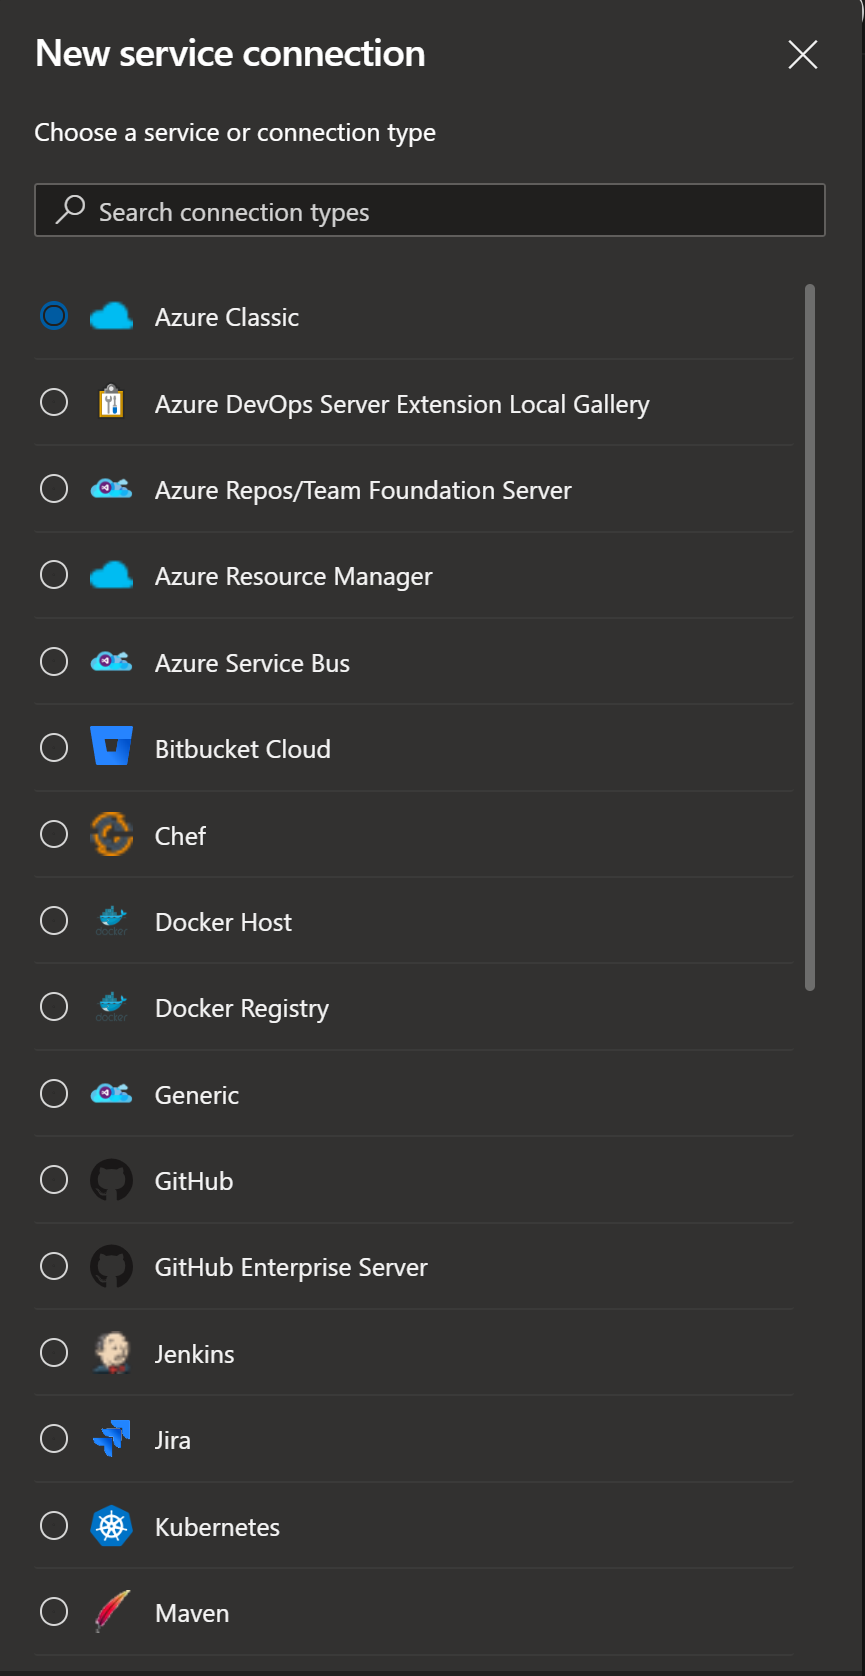 New service connection
Choose a service or connection type
Search connection types
Azure Classic
Azure DevOps Server Extension Local Gallery
Azure Repos/Team Foundation Server
Azure Resource Manager
Azure Service Bus
Bitbucket Cloud
Chef
docker
Docker Host
docker
Docker Registry
Generic
GitHub
GitHub Enterprise Server
Jenkins
Jira
Kubernetes
Maven